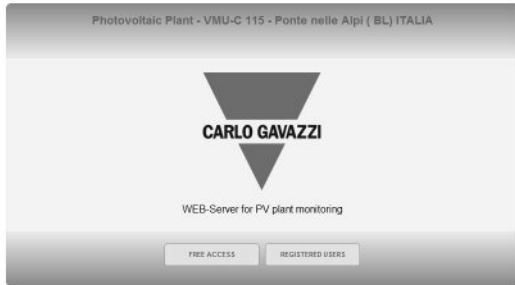 Photovoltaic Plant - VMU-C 115 - Ponte nelle Alpi ( BL) ITALIA
CARLO GAVAZZI
WEB-Server for PV plant monitoring
FREE ACCESS REGISTERED USERS